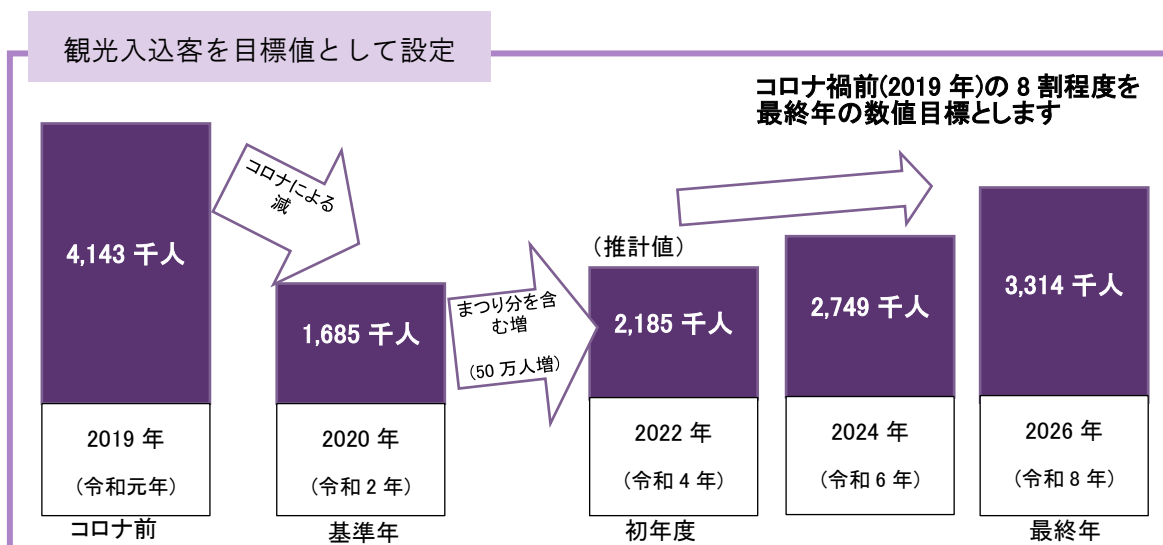 観光入込客を目標値として設定
コロナ禍前(2019 年)の 8 割程度を
最終年の数値目標とします
コロナによる
減
4,143 千人
(推計値)
まつり分を含
む増
(50 万人増)
1,685 千人
2,185 千人
2,749 千人
3,314 千人
2019 年
(令和元年)
コロナ前
2020 年
(令和 2 年)
基準年
2022 年
(令和 4 年)
初年度
2024 年
(令和 6 年)
2026 年
(令和 8 年)
最終年